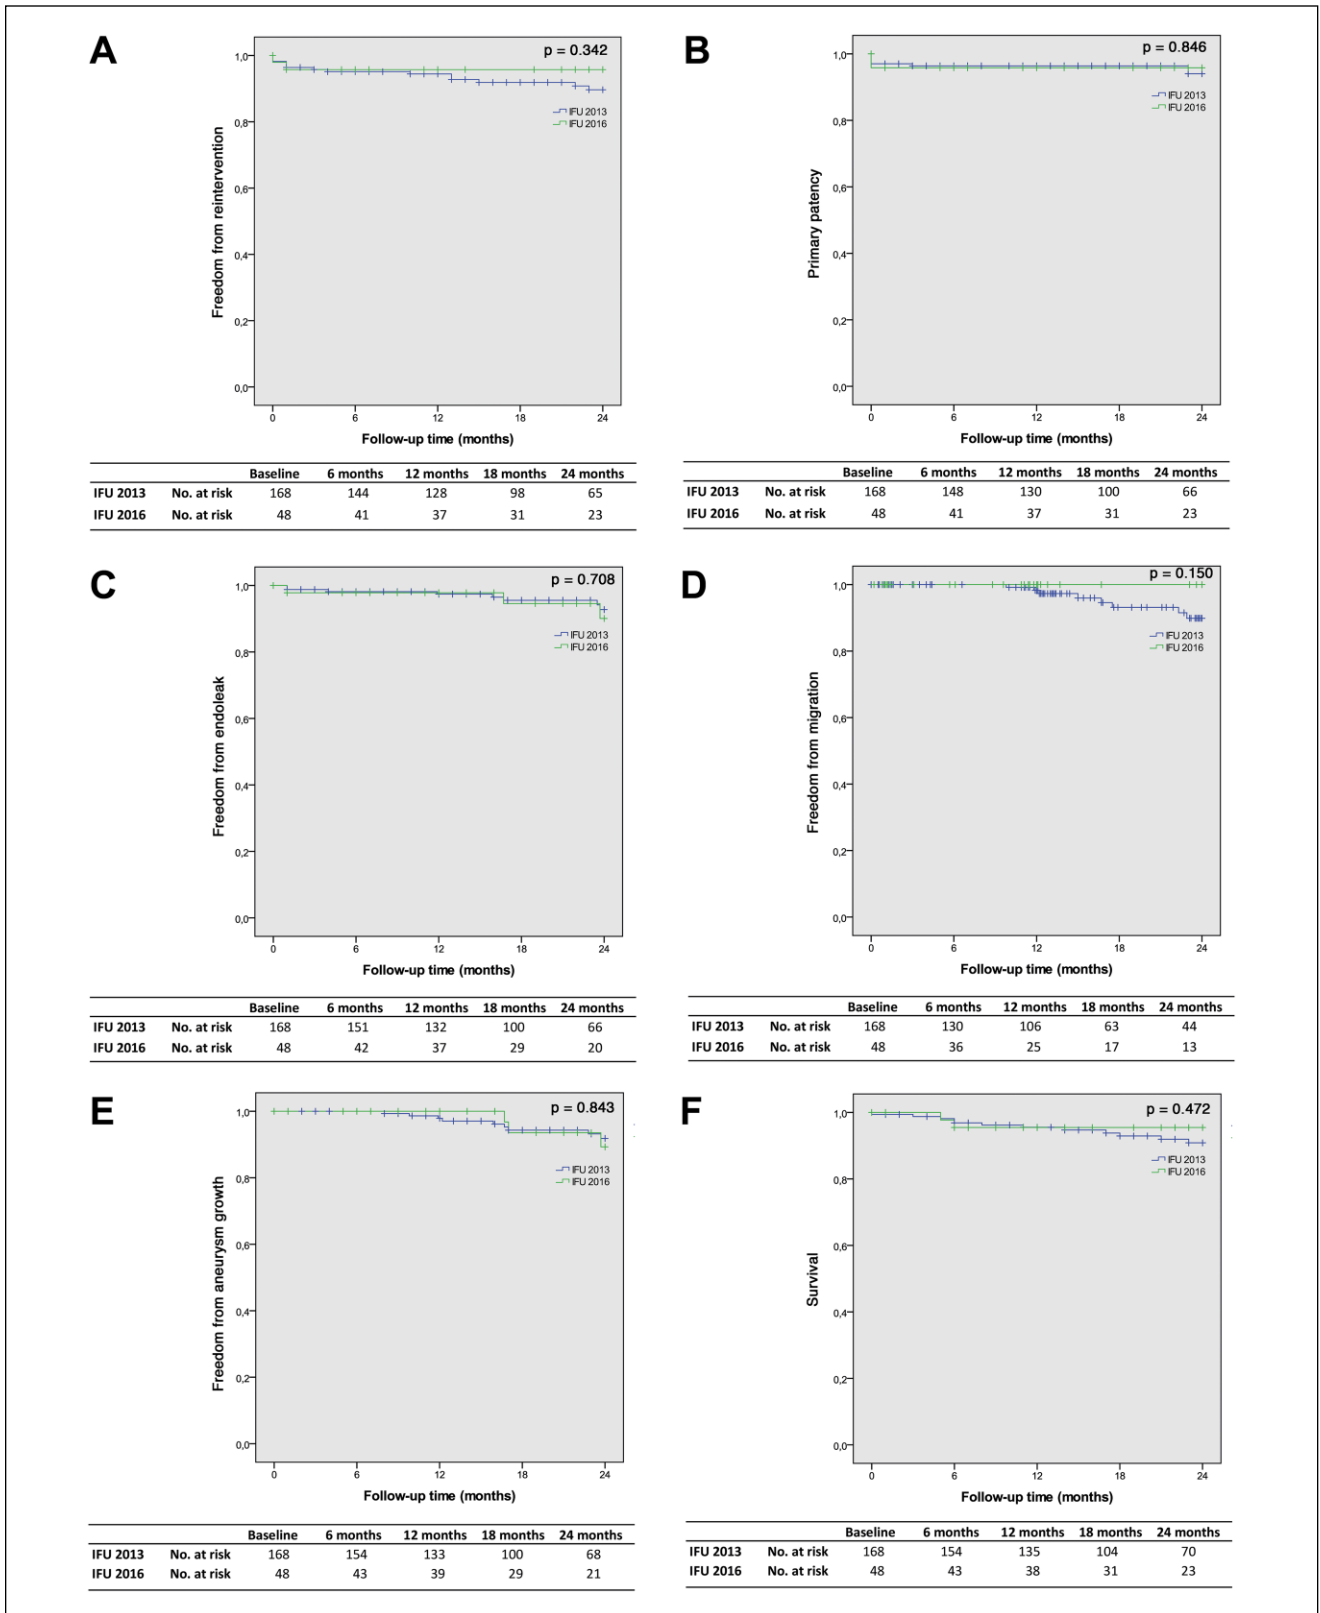 A
p = 0.342
IFU 2013
IFU 2016
Freedom from reintervention
1,0
0,8
0,6
0,4
0,2
0,0
0 6 12 18 24
Follow-up time (months)
Baseline 6 months 12 months 18 months 24 months
IFU 2013 No. at risk 168 144 128 98 65
IFU 2016 No. at risk 48 41 37 31 23
B
p = 0.846
IFU 2013
IFU 2016
Primary patency
1,0
0,8
0,6
0,4
0,2
0,0
0 6 12 18 24
Follow-up time (months)
Baseline 6 months 12 months 18 months 24 months
IFU 2013 No. at risk 168 148 130 100 66
IFU 2016 No. at risk 48 41 37 31 23
C
p = 0.708
IFU 2013
IFU 2016
Freedom from endoleak
1,0
0,8
0,6
0,4
0,2
0,0
0 6 12 18 24
Follow-up time (months)
Baseline 6 months 12 months 18 months 24 months
IFU 2013 No. at risk 168 151 132 100 66
IFU 2016 No. at risk 48 42 37 29 20
D
p = 0.150
IFU 2013
IFU 2016
Freedom from migration
1,0
0,8
0,6
0,4
0,2
0,0
0 6 12 18 24
Follow-up time (months)
Baseline 6 months 12 months 18 months 24 months
IFU 2013 No. at risk 168 130 106 63 44
IFU 2016 No. at risk 48 36 25 17 13
E
p = 0.843
IFU 2013
IFU 2016
Freedom from aneurysm growth
1,0
0,8
0,6
0,4
0,2
0,0
0 6 12 18 24
Follow-up time (months)
Baseline 6 months 12 months 18 months 24 months
IFU 2013 No. at risk 168 154 133 100 68
IFU 2016 No. at risk 48 43 39 29 21
F
p = 0.472
IFU 2013
IFU 2016
Survival
1,0
0,8
0,6
0,4
0,2
0,0
0 6 12 18 24
Follow-up time (months)
Baseline 6 months 12 months 18 months 24 months
IFU 2013 No. at risk 168 154 135 104 70
IFU 2016 No. at risk 48 43 38 31 23